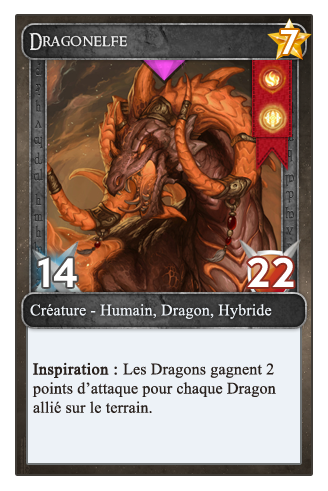 DRAGONELFE
7
14
22
Créature - Humain, Dragon, Hybride
Inspiration : Les Dragons gagnent 2
points d'attaque pour chaque Dragon
allié sur le terrain.